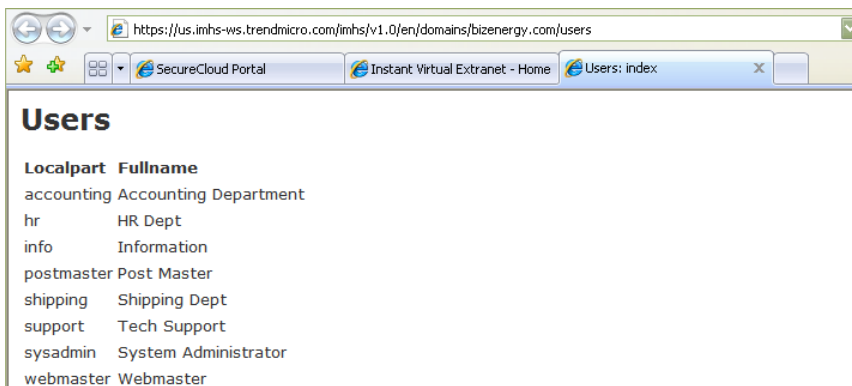 https://us.imhs-ws.trendmicro.com/imhs/v1.0/en/domains/bizenergy.com/users
SecureCloud Portal
Instant Virtual Extranet - Home
Users: index
Users
Localpart Fullname
accounting Accounting Department
hr HR Dept
info Information
postmaster Post Master
shipping Shipping Dept
support Tech Support
sysadmin System Administrator
webmaster Webmaster